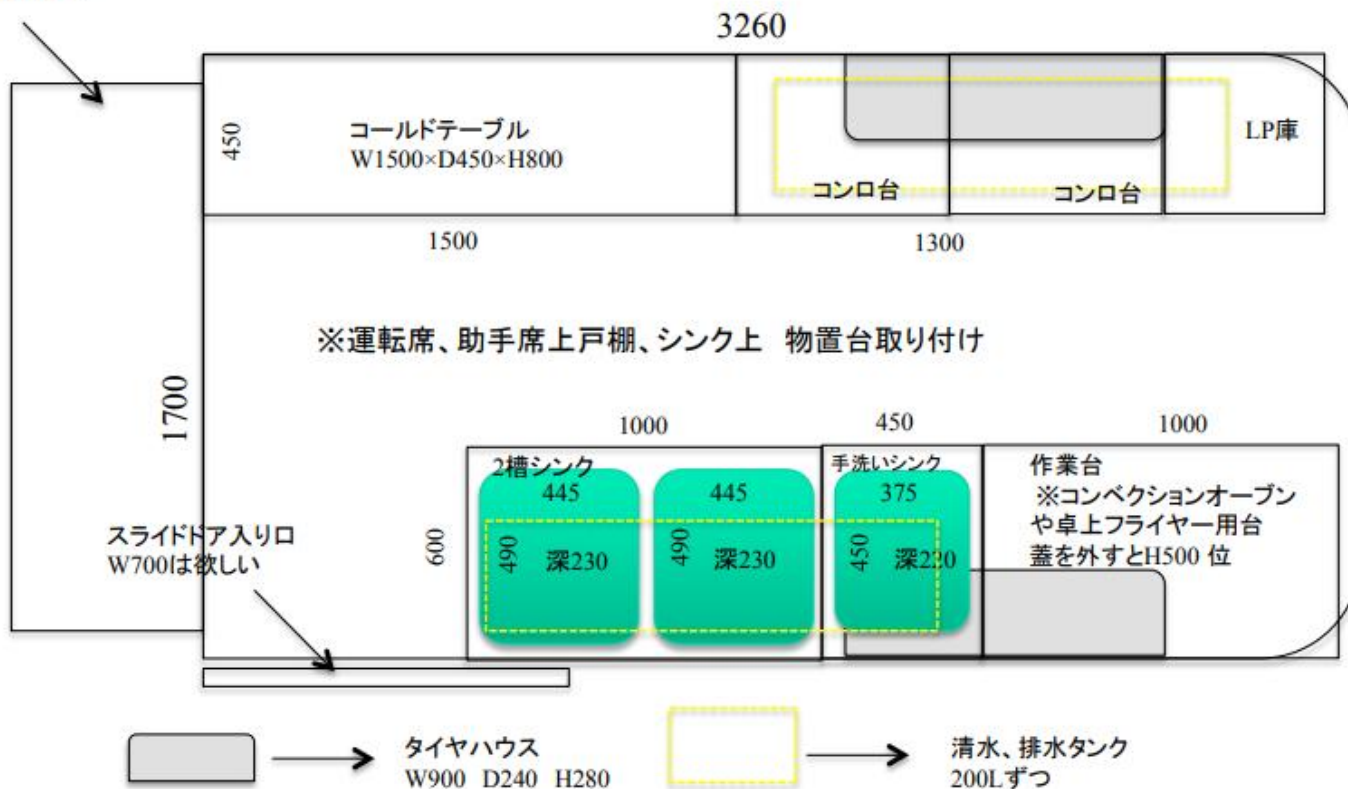 3260
コールドテーブル
W1500×D450×H800
450
LP庫
コンロ台
コンロ台
1500
1300
※運転席、助手席上戸棚、シンク上 物置台取り付け
1700
1000
450
1000
2槽シンク
手洗いシンク
作業台
445
445
375
※コンベクションオーブン
や卓上フライヤー用台
蓋を外すとH500 位
スライドドア入り口
W700は欲しい
600
490
深230
490
深230
450
深220
タイヤハウス
W900 D240 H280
清水、排水タンク
200Lずつ